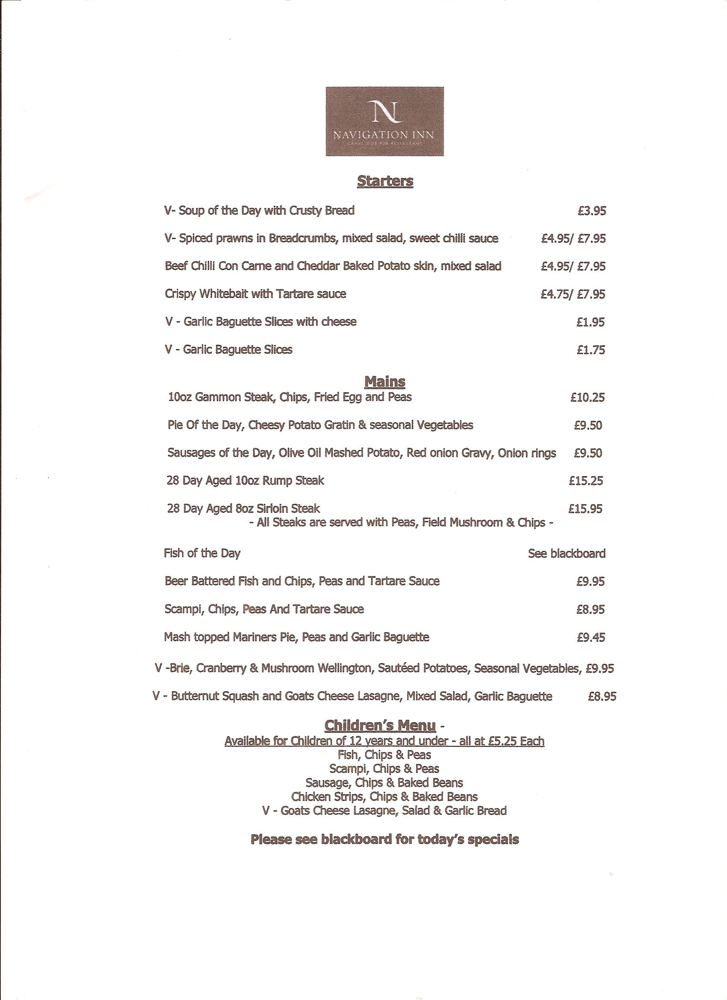 N
NAVIGATION INN
CANAL SIDE PUB RESTAURANT
Starters
V- Soup of the Day with Crusty Bread £3.95
V- Spiced prawns in Breadcrumbs, mixed salad, sweet chilli sauce £4.95/ £7.95
Beef Chilli Con Carne and Cheddar Baked Potato skin, mixed salad £4.95/ £7.95
Crispy Whitebait with Tartare sauce £4.75/ £7.95
V - Garlic Baguette Slices with cheese £1.95
V - Garlic Baguette Slices £1.75
Mains
10oz Gammon Steak, Chips, Fried Egg and Peas £10.25
Pie Of the Day, Cheesy Potato Gratin & seasonal Vegetables £9.50
Sausages of the Day, Olive Oil Mashed Potato, Red onion Gravy, Onion rings £9.50
28 Day Aged 10oz Rump Steak £15.25
28 Day Aged 8oz Sirloin Steak £15.95
- All Steaks are served with Peas, Field Mushroom & Chips -
Fish of the Day See blackboard
Beer Battered Fish and Chips, Peas and Tartare Sauce £9.95
Scampi, Chips, Peas And Tartare Sauce £8.95
Mash topped Mariners Pie, Peas and Garlic Baguette £9.45
V -Brie, Cranberry & Mushroom Wellington, Sautéed Potatoes, Seasonal Vegetables, £9.95
V - Butternut Squash and Goats Cheese Lasagne, Mixed Salad, Garlic Baguette £8.95
Children's Menu -
Available for Children of 12 years and under - all at £5.25 Each
Fish, Chips & Peas
Scampi, Chips & Peas
Sausage, Chips & Baked Beans
Chicken Strips, Chips & Baked Beans
V - Goats Cheese Lasagne, Salad & Garlic Bread
Please see blackboard for today's specials